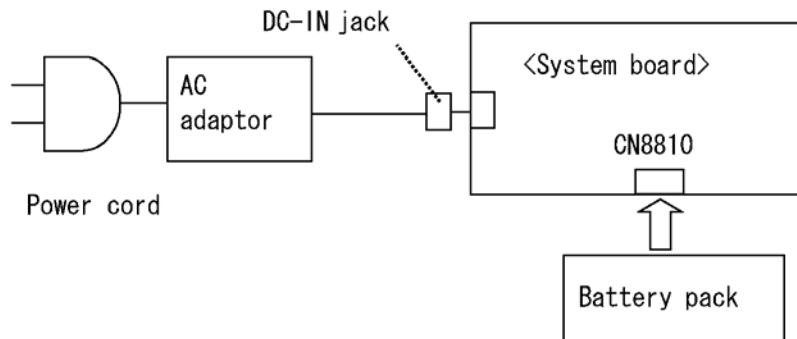 DC-IN jack
<System board>
AC
adaptor
CN8810
Power cord
Battery pack